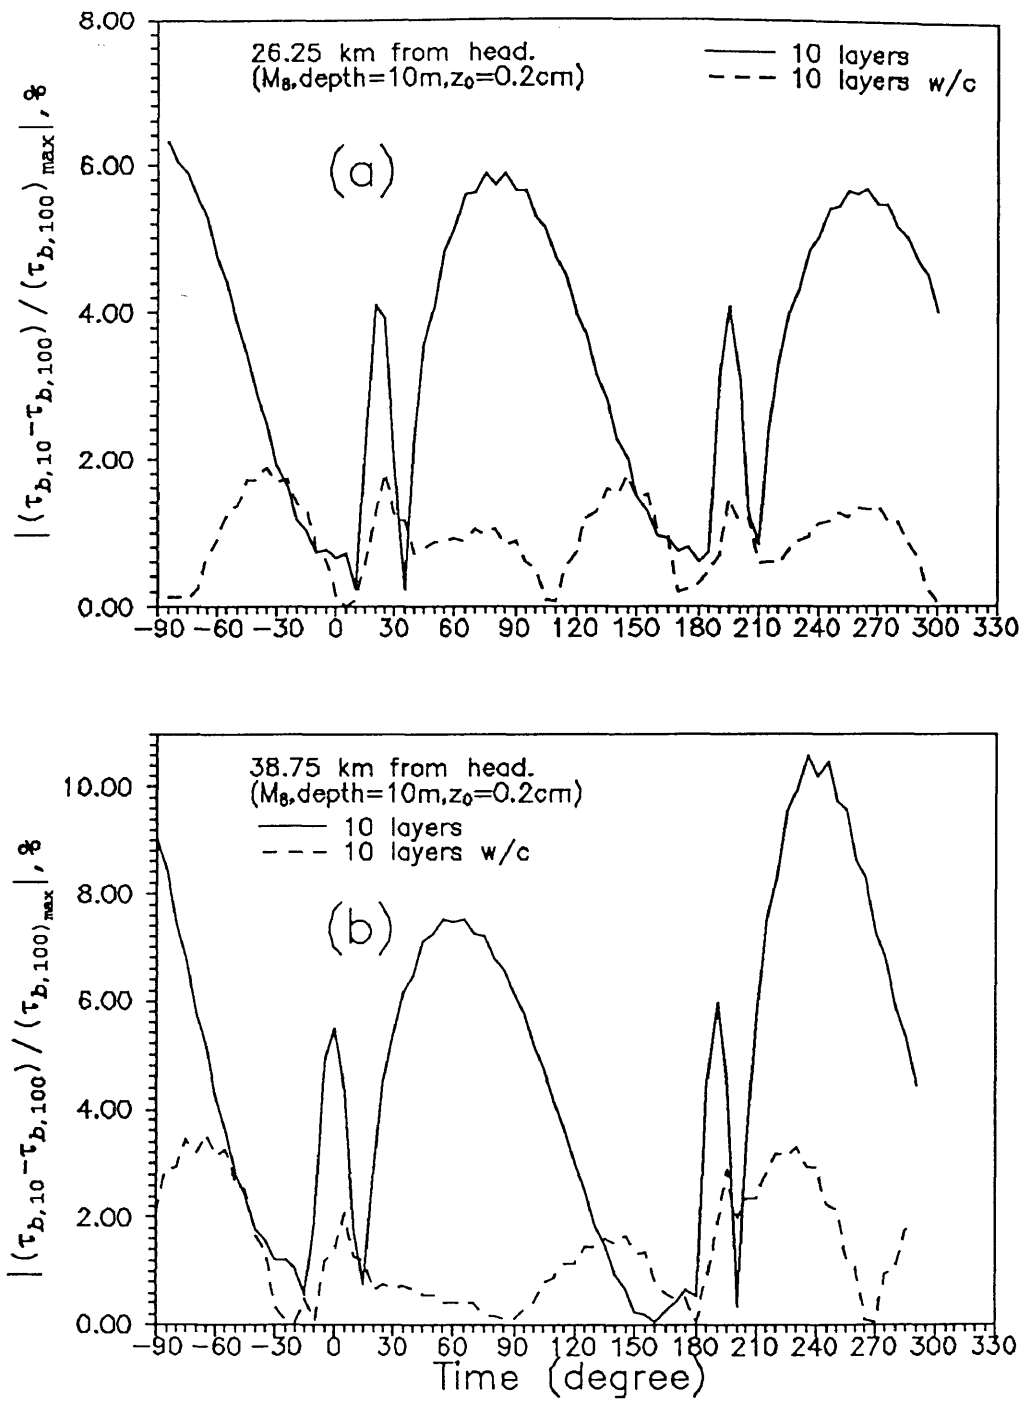 8.00
6.00
4.00
2.00
0.00
|(τb,10-τb,100)/(τb,100)max|, %
26.25 km from head.
(M8,depth=10m,z0=0.2cm)
10 layers
10 layers w/c
(a)
-90 -60 -30 0 30 60 90 120 150 180 210 240 270 300 330
10.00
8.00
6.00
4.00
2.00
0.00
|(τb,10-τb,100)/(τb,100)max|, %
38.75 km from head.
(M8,depth=10m,z0=0.2cm)
10 layers
10 layers w/c
(b)
-90 -60 -30 0 30 60 90 120 150 180 210 240 270 300 330
Time (degree)